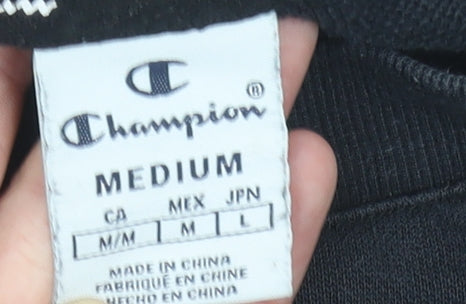 C
Champion®
MEDIUM
CA MEX JPN
M/M M L
MADE IN CHINA
FABRIQUÉ EN CHINE
HECHO EN CHINA